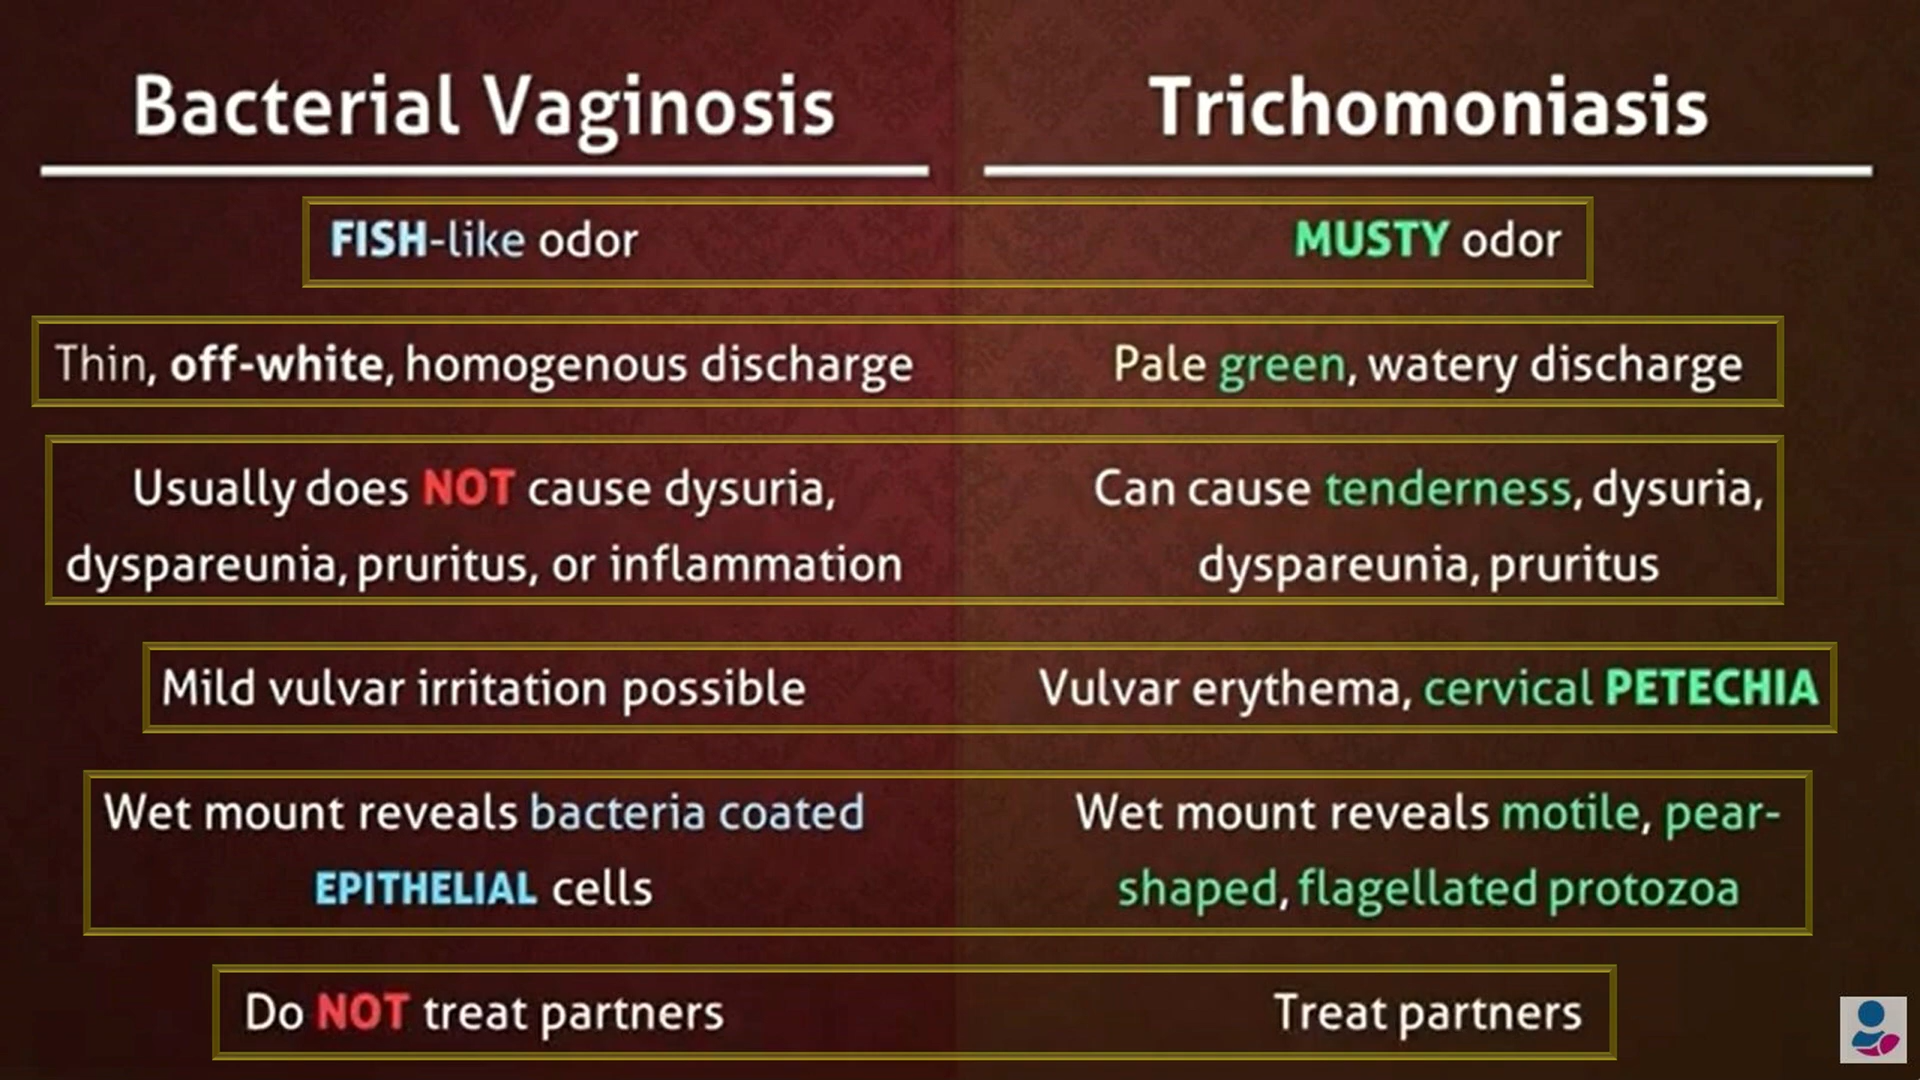 Bacterial Vaginosis
Trichomoniasis
FISH-like odor
MUSTY odor
Thin, off-white, homogenous discharge
Pale green, watery discharge
Usually does NOT cause dysuria,
dyspareunia, pruritus, or inflammation
Can cause tenderness, dysuria,
dyspareunia, pruritus
Mild vulvar irritation possible
Vulvar erythema, cervical PETECHIA
Wet mount reveals bacteria coated
EPITHELIAL cells
Wet mount reveals motile, pear-
shaped, flagellated protozoa
Do NOT treat partners
Treat partners